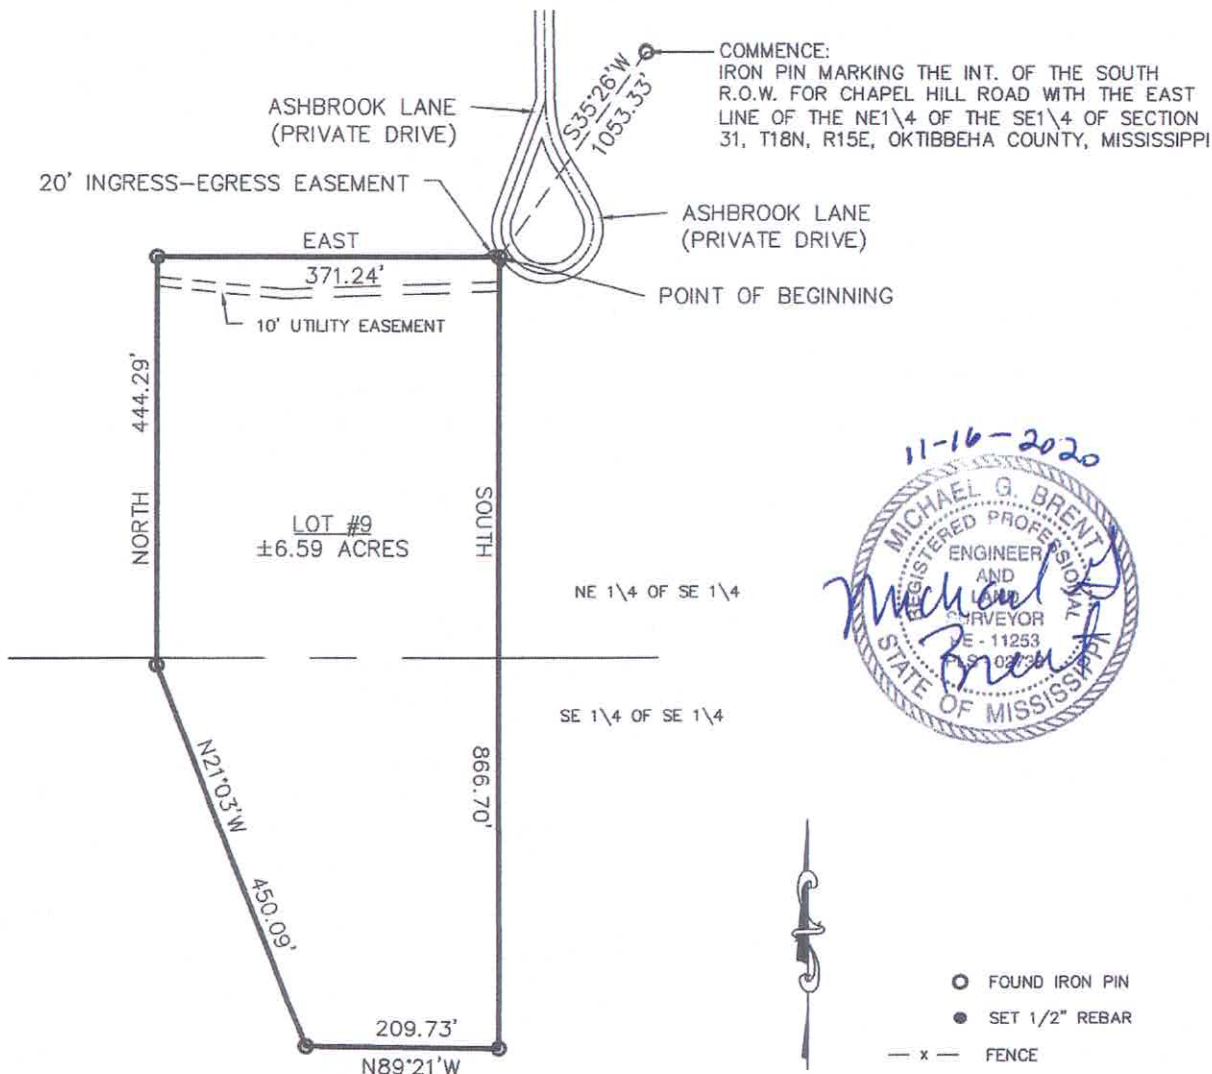 COMMENCE:
IRON PIN MARKING THE INT. OF THE SOUTH
R.O.W. FOR CHAPEL HILL ROAD WITH THE EAST
LINE OF THE NE1\4 OF THE SE1\4 OF SECTION
31, T18N, R15E, OKTIBBEHA COUNTY, MISSISSIPPI
S35°26'W
1053.33'
ASHBROOK LANE
(PRIVATE DRIVE)
20' INGRESS-EGRESS EASEMENT
ASHBROOK LANE
(PRIVATE DRIVE)
EAST
371.24'
POINT OF BEGINNING
10' UTILITY EASEMENT
444.29'
NORTH
LOT #9
±6.59 ACRES
SOUTH
866.70'
NE 1\4 OF SE 1\4
SE 1\4 OF SE 1\4
N21°03'W
450.09'
209.73'
N89°21'W
11-16-2020
MICHAEL G. BRENT
REGISTERED PROFESSIONAL
ENGINEER
AND
LAND
SURVEYOR
PE - 11253
STATE OF MISSISSIPPI
Michael G
Brent
FOUND IRON PIN
SET 1/2" REBAR
— x — FENCE